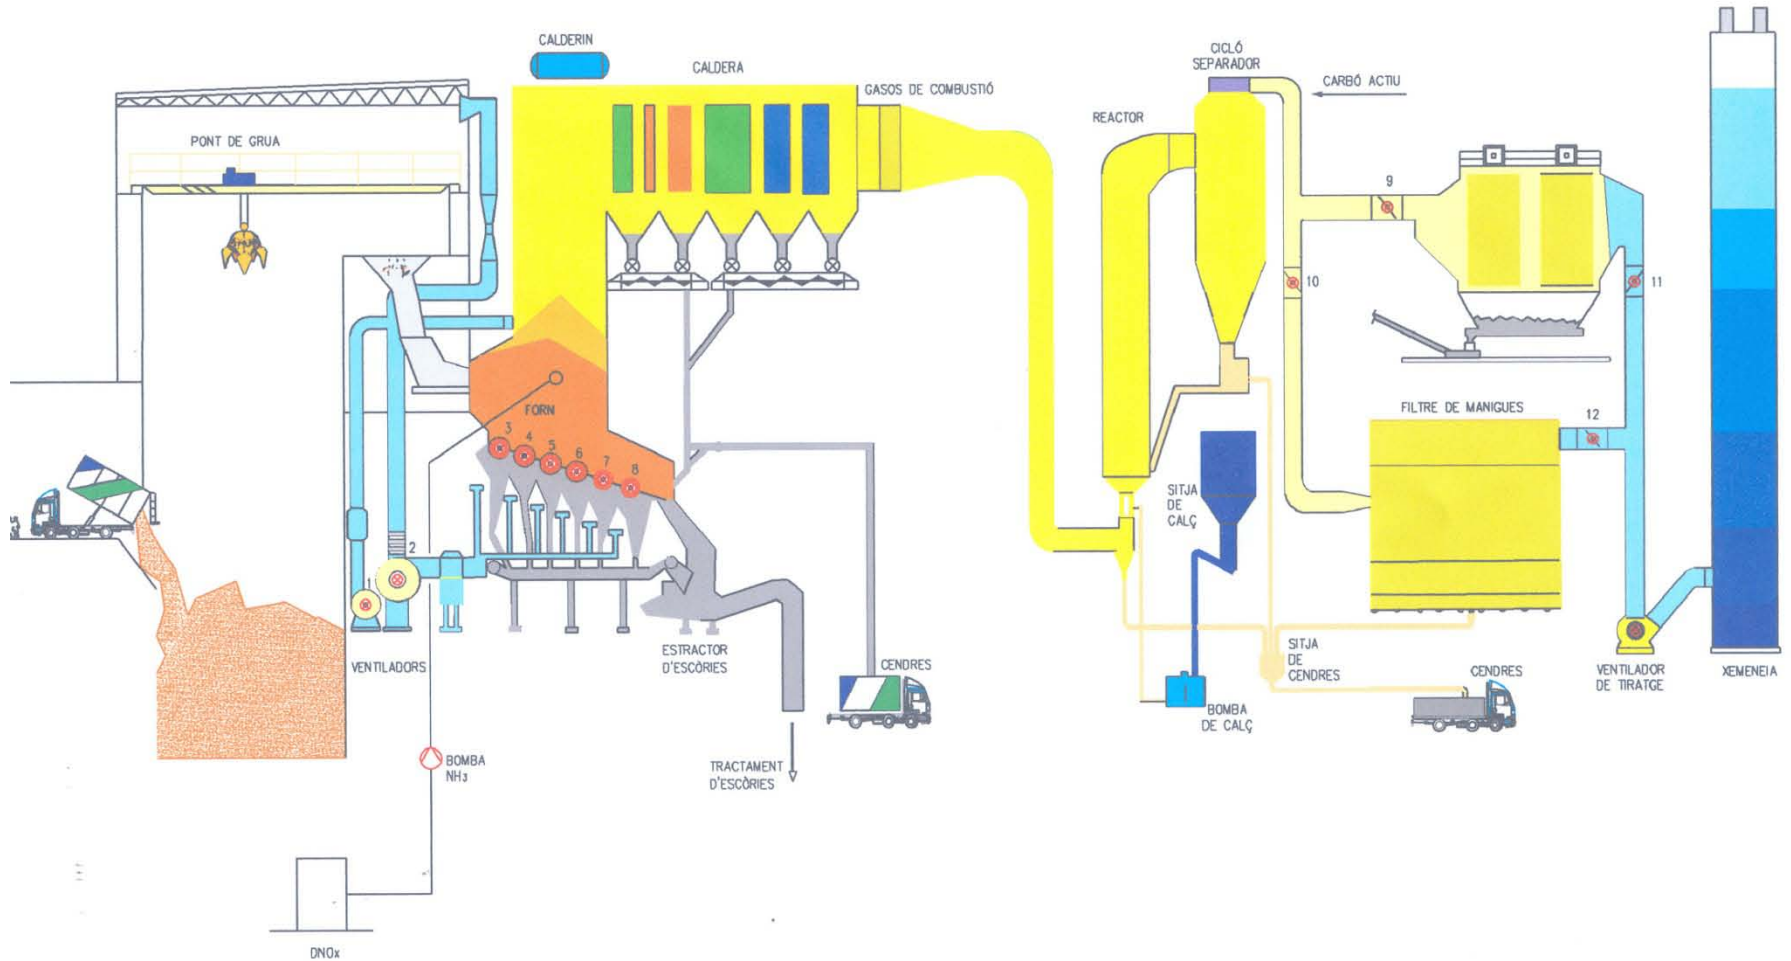 CALDERIN
CALDERA
GASOS DE COMBUSTIÓ
CICLÓ
SEPARADOR
CARBÓ ACTIU
REACTOR
PONT DE GRUA
9
10
11
FORN
3
4
5
6
7
8
FILTRE DE MANIGUES
12
SITJA
DE
CALÇ
1
2
VENTILADORS
ESTRACTOR
D'ESCÒRIES
CENDRES
SITJA
DE
CENDRES
CENDRES
VENTILADOR
DE TIRATGE
XEMENEIA
BOMBA
DE CALÇ
BOMBA
NH₃
TRACTAMENT
D'ESCÒRIES
DNOx